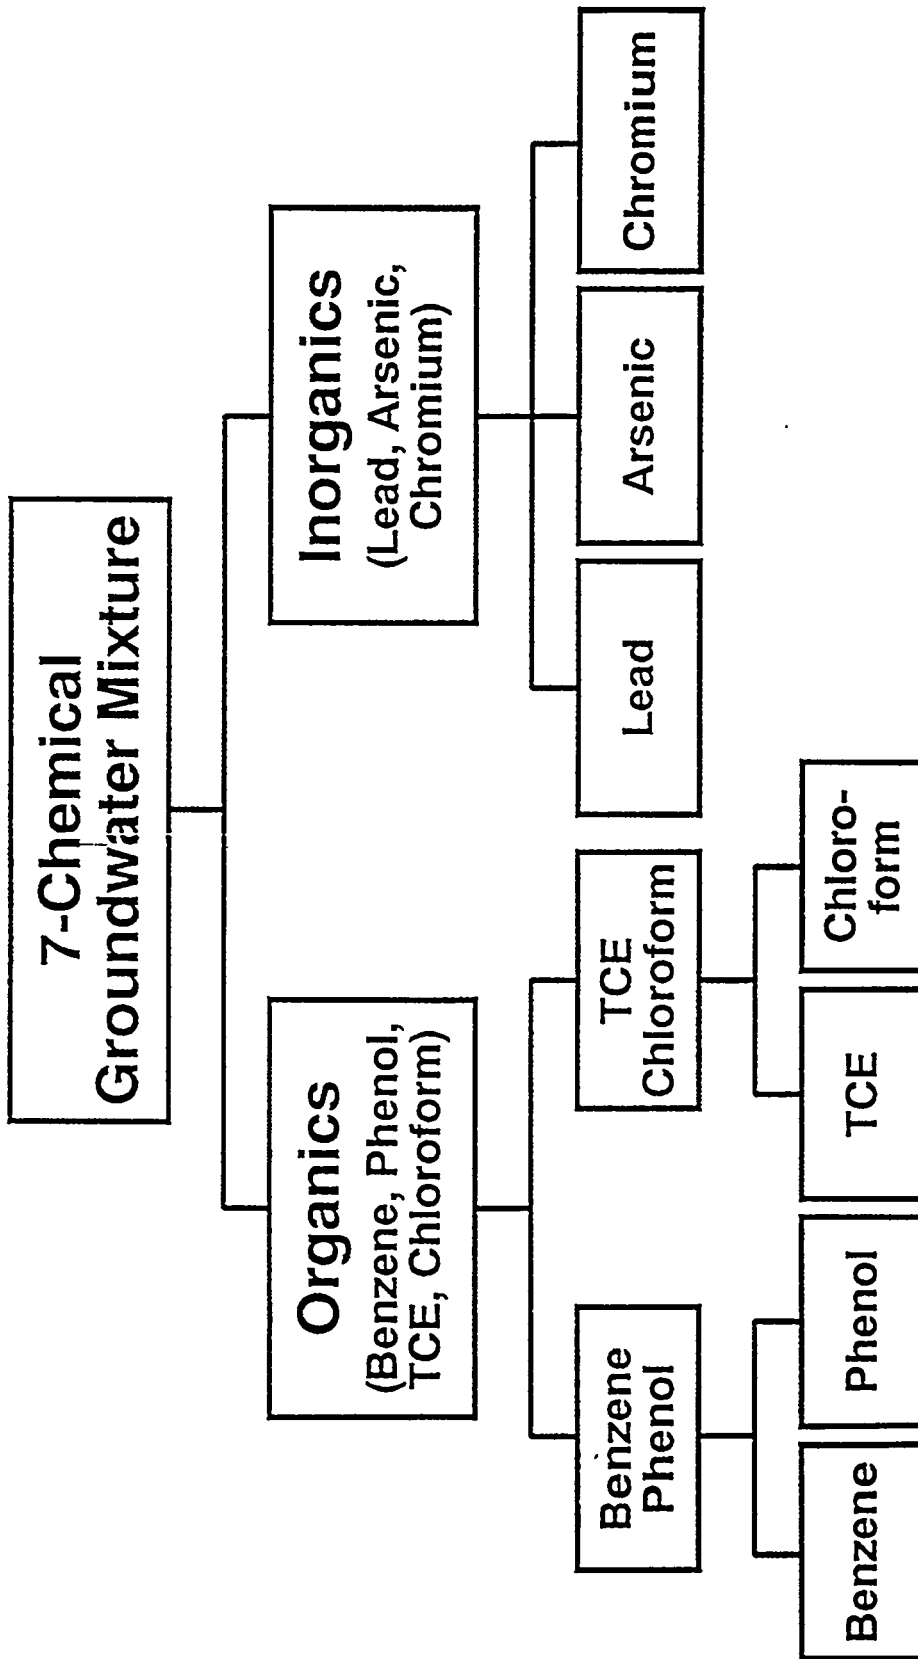 7-Chemical
Groundwater Mixture
Organics
(Benzene, Phenol,
TCE, Chloroform)
Inorganics
(Lead, Arsenic,
Chromium)
Benzene
Phenol
TCE
Chloroform
Lead
Arsenic
Chromium
Benzene
Phenol
TCE
Chloro-
form